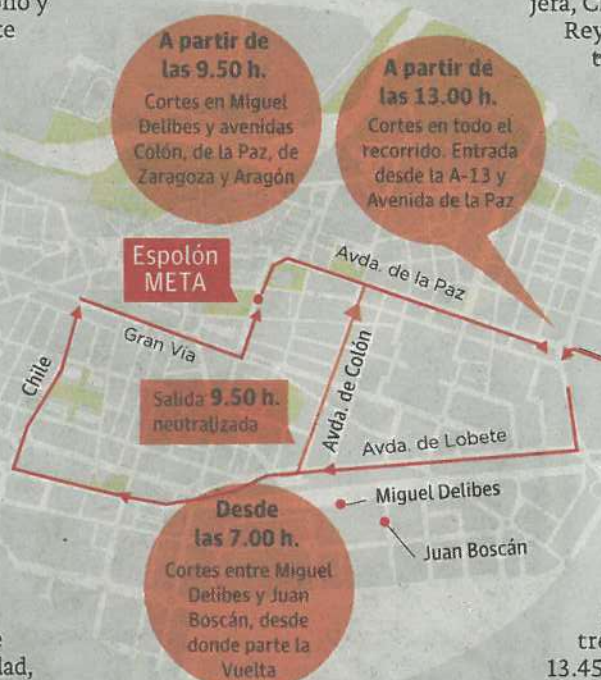 y
te
jera,
Rey
A partir de
las 9.50 h.
Cortes en Miguel
Delibes y avenidas
Colón, de la Paz, de
Zaragoza y Aragón
A partir de
las 13.00 h.
Cortes en todo el
recorrido. Entrada
desde la A-13 y
Avenida de la Paz
Espolón
META
Avda. de la Paz
Gran Vía
Chile
Salida 9.50 h.
neutralizada
Avda. de Colón
Avda. de Lobete
Miguel Delibes
Juan Boscán
Desde
las 7.00 h.
Cortes entre Miguel
Delibes y Juan
Boscán, desde
donde parte la
Vuelta
dad,
tre
13.45